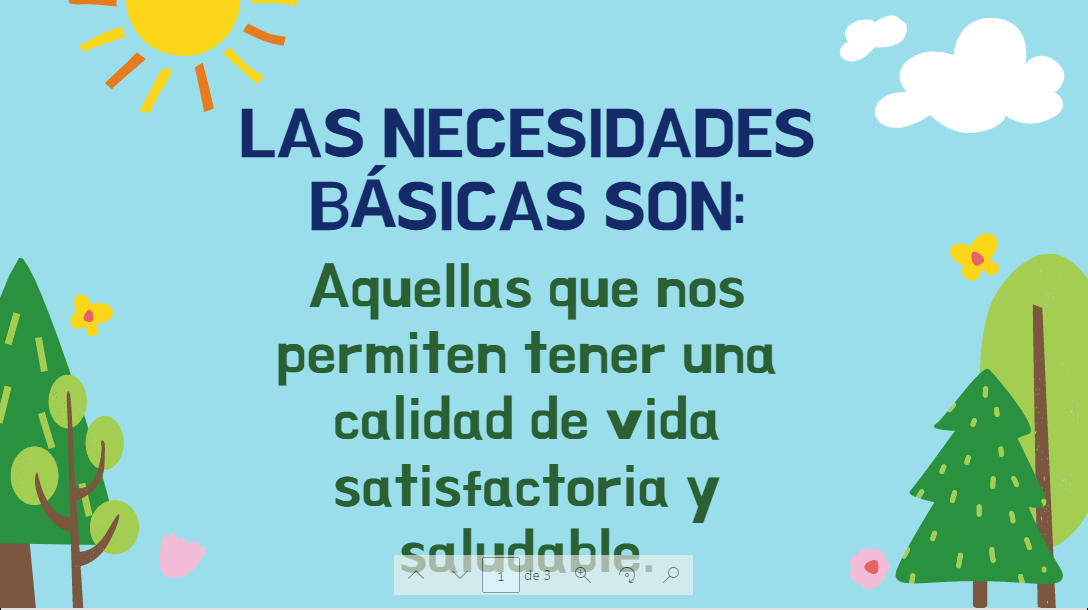 LAS NECESIDADES
BÁSICAS SON:
Aquellas que nos
permiten tener una
calidad de vida
satisfactoria y
saludable.
1 de 3